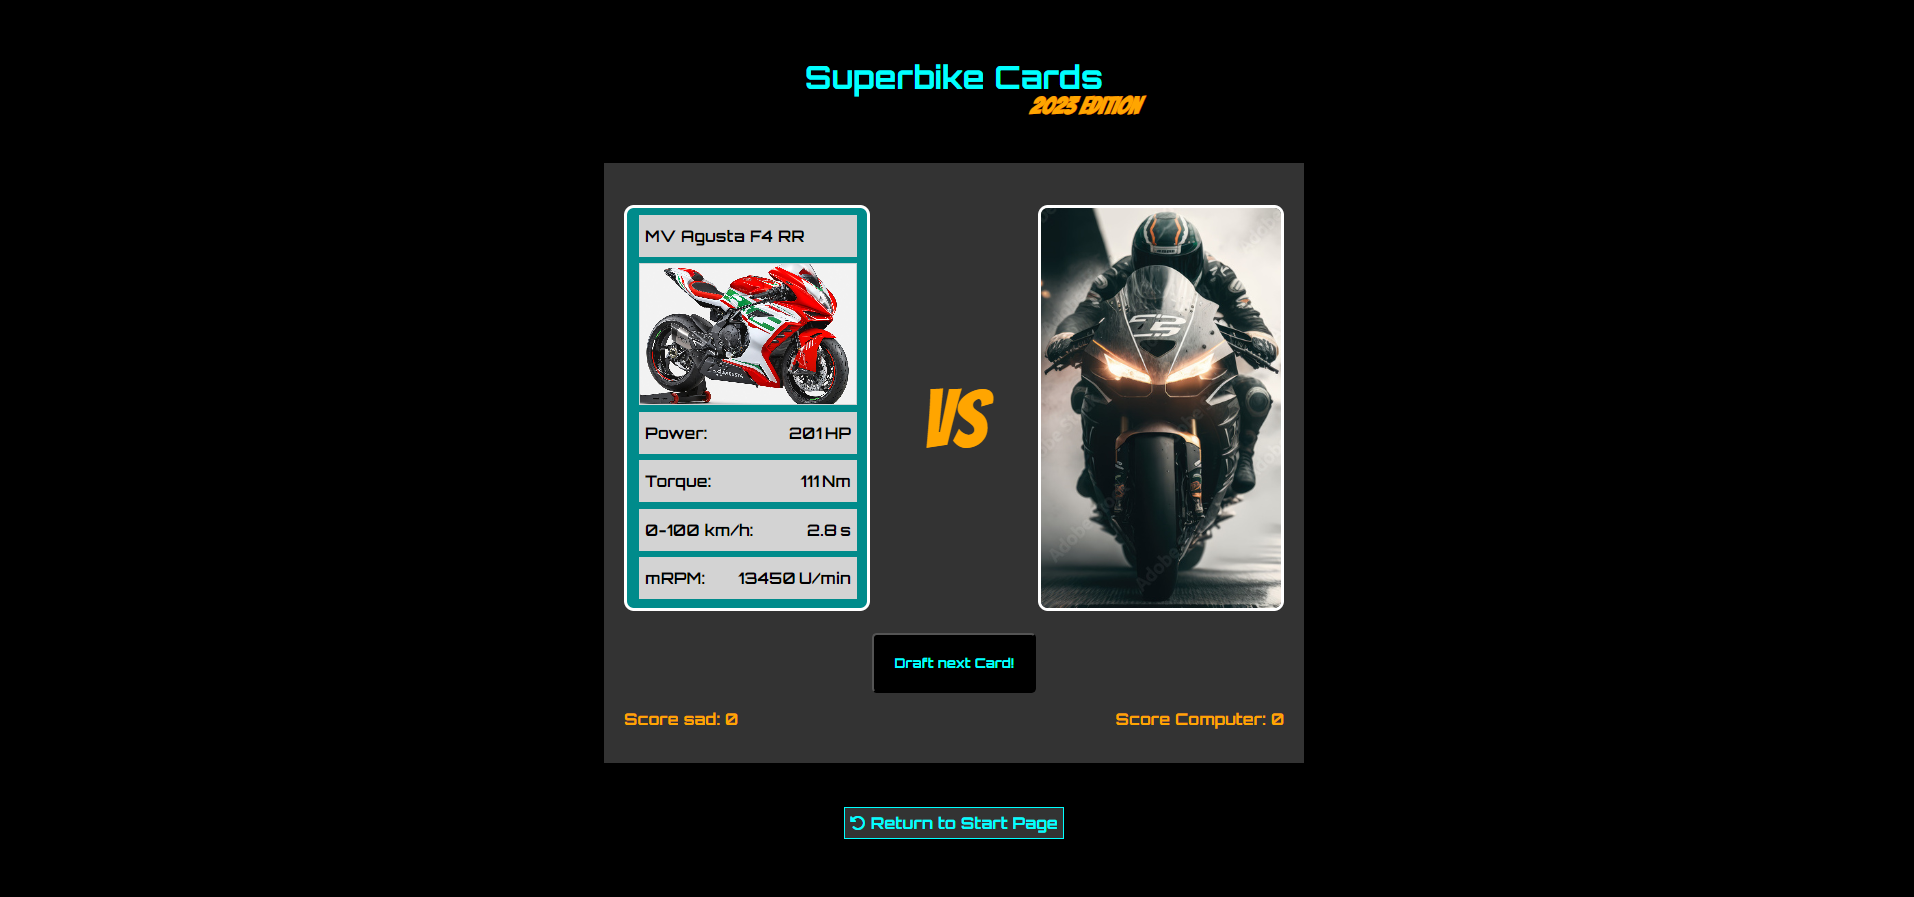 Superbike Cards
2023 EDITION
MV Agusta F4 RR
AGUSTA
Power: 201 HP
Torque: 111 Nm
0-100 km/h: 2.8 s
mRPM: 13450 U/min
VS
Draft next Card!
Score sad: 0
Score Computer: 0
Return to Start Page